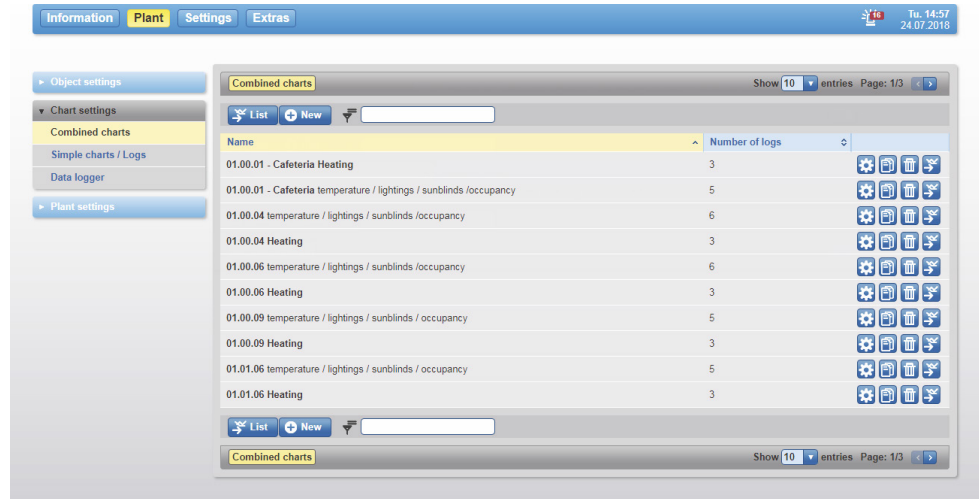 Information Plant Settings Extras 16 Tu. 14:57
24.07.2018
Object settings
Chart settings
Combined charts
Simple charts / Logs
Data logger
Plant settings
Combined charts Show 10 entries Page: 1/3
List New
Name Number of logs
01.00.01 - Cafeteria Heating 3
01.00.01 - Cafeteria temperature / lightings / sunblinds /occupancy 5
01.00.04 temperature / lightings / sunblinds /occupancy 6
01.00.04 Heating 3
01.00.06 temperature / lightings / sunblinds /occupancy 6
01.00.06 Heating 3
01.00.09 temperature / lightings / sunblinds / occupancy 5
01.00.09 Heating 3
01.01.06 temperature / lightings / sunblinds / occupancy 5
01.01.06 Heating 3
List New
Combined charts Show 10 entries Page: 1/3